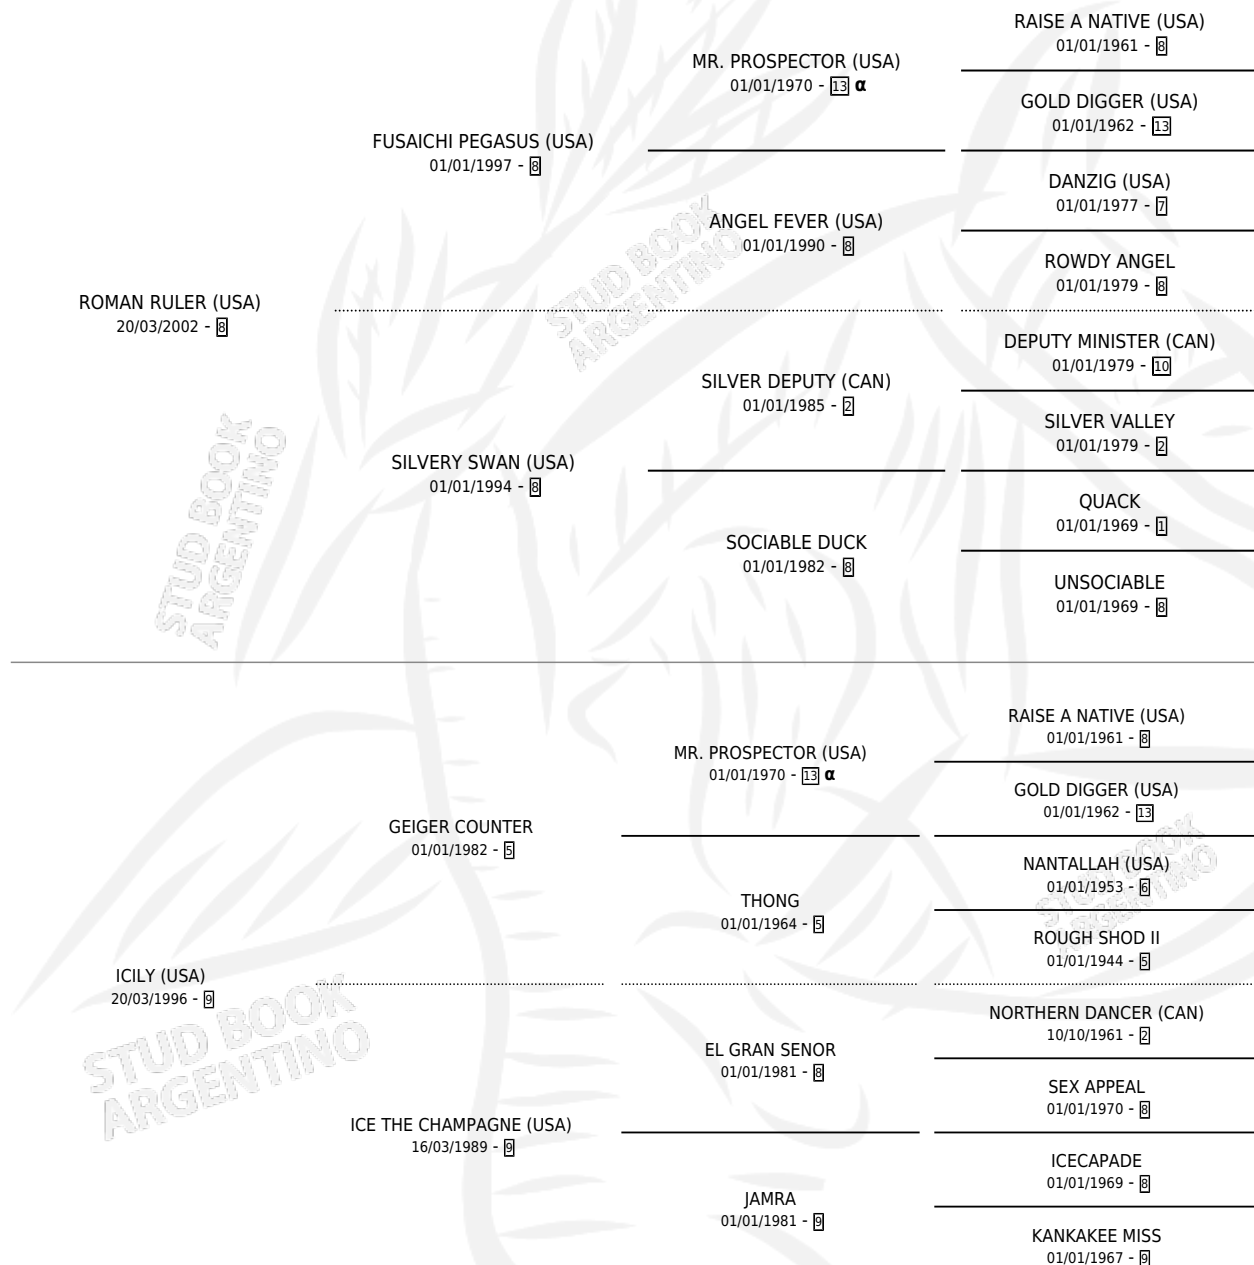 RAISE A NATIVE (USA)
01/01/1961 - 8
MR. PROSPECTOR (USA)
01/01/1970 - 13 α
GOLD DIGGER (USA)
01/01/1962 - 13
FUSAICHI PEGASUS (USA)
01/01/1997 - 8
DANZIG (USA)
01/01/1977 - 7
ANGEL FEVER (USA)
01/01/1990 - 8
ROWDY ANGEL
01/01/1979 - 8
ROMAN RULER (USA)
20/03/2002 - 8
DEPUTY MINISTER (CAN)
01/01/1979 - 10
SILVER DEPUTY (CAN)
01/01/1985 - 2
SILVER VALLEY
01/01/1979 - 2
SILVERY SWAN (USA)
01/01/1994 - 8
QUACK
01/01/1969 - 1
SOCIABLE DUCK
01/01/1982 - 8
UNSOCIABLE
01/01/1969 - 8
STUD BOOK
ARGENTINO
STUD BOOK
ARGENTINO
RAISE A NATIVE (USA)
01/01/1961 - 8
MR. PROSPECTOR (USA)
01/01/1970 - 13 α
GOLD DIGGER (USA)
01/01/1962 - 13
GEIGER COUNTER
01/01/1982 - 5
NANTALLAH (USA)
01/01/1953 - 6
THONG
01/01/1964 - 5
ROUGH SHOD II
01/01/1944 - 5
ICILY (USA)
20/03/1996 - 9
NORTHERN DANCER (CAN)
10/10/1961 - 2
EL GRAN SENOR
01/01/1981 - 8
SEX APPEAL
01/01/1970 - 8
ICE THE CHAMPAGNE (USA)
16/03/1989 - 9
ICECAPADE
01/01/1969 - 8
JAMRA
01/01/1981 - 9
KANKAKEE MISS
01/01/1967 - 9
STUD BOOK
ARGENTINO
STUD BOOK
ARGENTINO